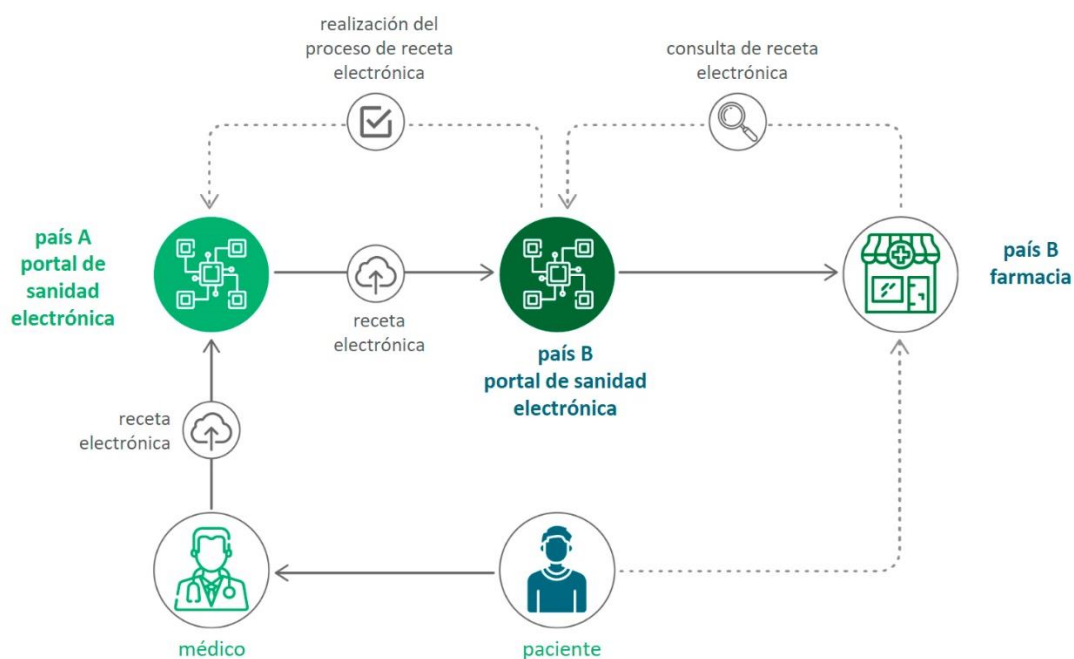 realización del
proceso de receta
electrónica
consulta de receta
electrónica
país A
portal de
sanidad
electrónica
receta
electrónica
país B
portal de sanidad
electrónica
país B
farmacia
receta
electrónica
médico
paciente